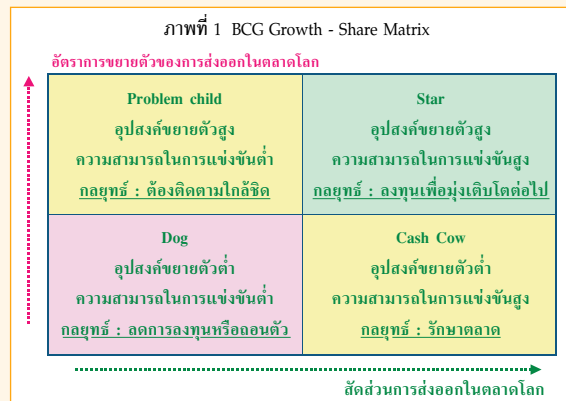 ภาพที่ 1 BCG Growth - Share Matrix
อัตราการขยายตัวของการส่งออกในตลาดโลก
Problem child
อุปสงค์ขยายตัวสูง
ความสามารถในการแข่งขันต่ำ
กลยุทธ์ : ต้องติดตามใกล้ชิด
Star
อุปสงค์ขยายตัวสูง
ความสามารถในการแข่งขันสูง
กลยุทธ์ : ลงทุนเพื่อมุ่งเติบโตต่อไป
Dog
อุปสงค์ขยายตัวต่ำ
ความสามารถในการแข่งขันต่ำ
กลยุทธ์ : ลดการลงทุนหรือถอนตัว
Cash Cow
อุปสงค์ขยายตัวต่ำ
ความสามารถในการแข่งขันสูง
กลยุทธ์ : รักษาตลาด
สัดส่วนการส่งออกในตลาดโลก